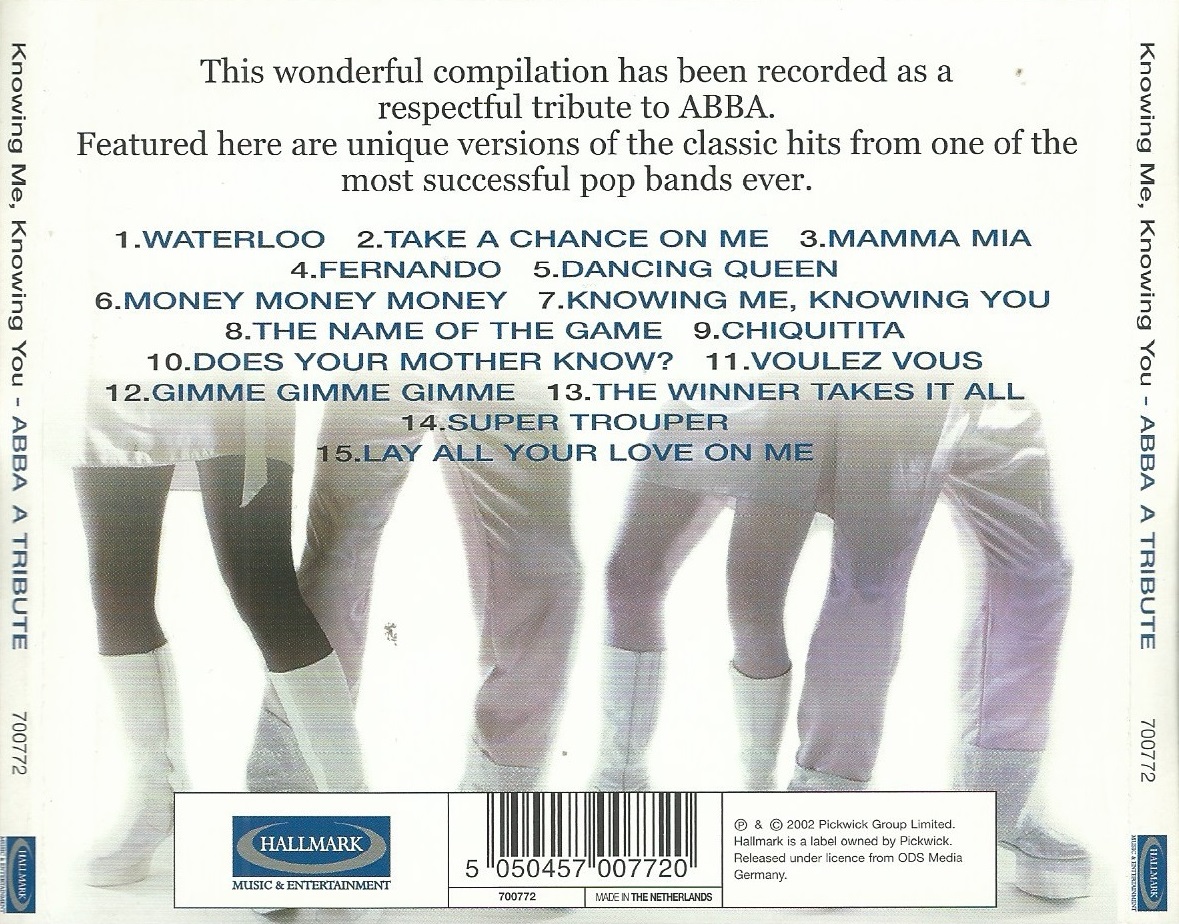 This wonderful compilation has been recorded as a
respectful tribute to ABBA.
Featured here are unique versions of the classic hits from one of the
most successful pop bands ever.
1.WATERLOO 2.TAKE A CHANCE ON ME 3.MAMMA MIA
4.FERNANDO 5.DANCING QUEEN
6.MONEY MONEY MONEY 7.KNOWING ME, KNOWING YOU
8.THE NAME OF THE GAME 9.CHIQUITITA
10.DOES YOUR MOTHER KNOW? 11.VOULEZ VOUS
12.GIMME GIMME GIMME 13.THE WINNER TAKES IT ALL
14.SUPER TROUPER
15.LAY ALL YOUR LOVE ON ME
Knowing Me, Knowing You - ABBA A TRIBUTE 700772
HALLMARK
MUSIC & ENTERTAINMENT
Knowing Me, Knowing You - ABBA A TRIBUTE 700772
HALLMARK
MUSIC & ENTERTAINMENT
HALLMARK
MUSIC & ENTERTAINMENT
5 050457 007720
700772
MADE IN THE NETHERLANDS
℗ & © 2002 Pickwick Group Limited.
Hallmark is a label owned by Pickwick.
Released under licence from ODS Media
Germany.